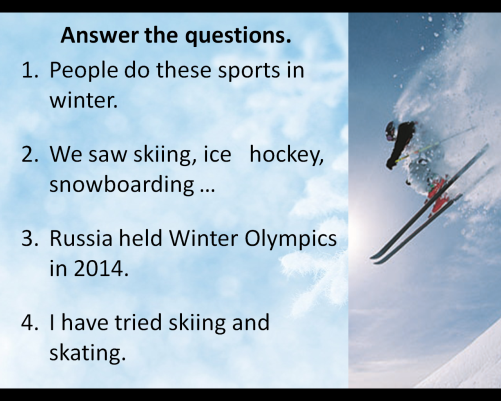 Answer the questions.
1. People do these sports in
winter.
2. We saw skiing, ice hockey,
snowboarding ...
3. Russia held Winter Olympics
in 2014.
4. I have tried skiing and
skating.